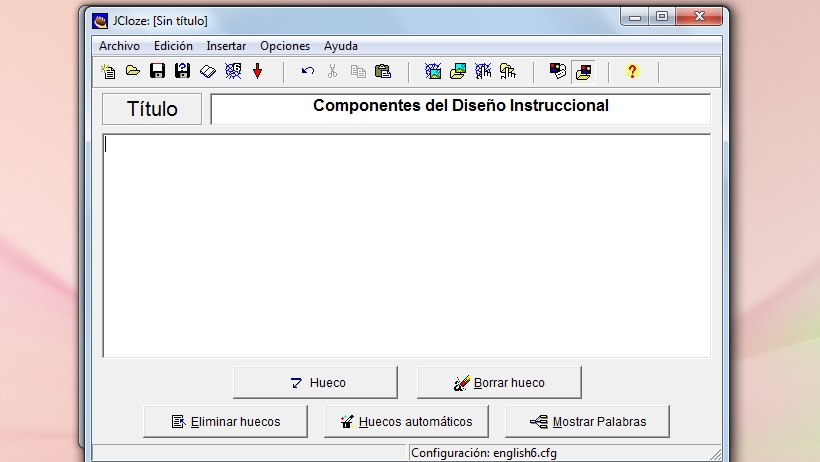 JCloze: [Sin título]
Archivo Edición Insertar Opciones Ayuda
Título
Componentes del Diseño Instruccional
Hueco
Borrar hueco
Eliminar huecos
Huecos automáticos
Mostrar Palabras
Configuración: english6.cfg